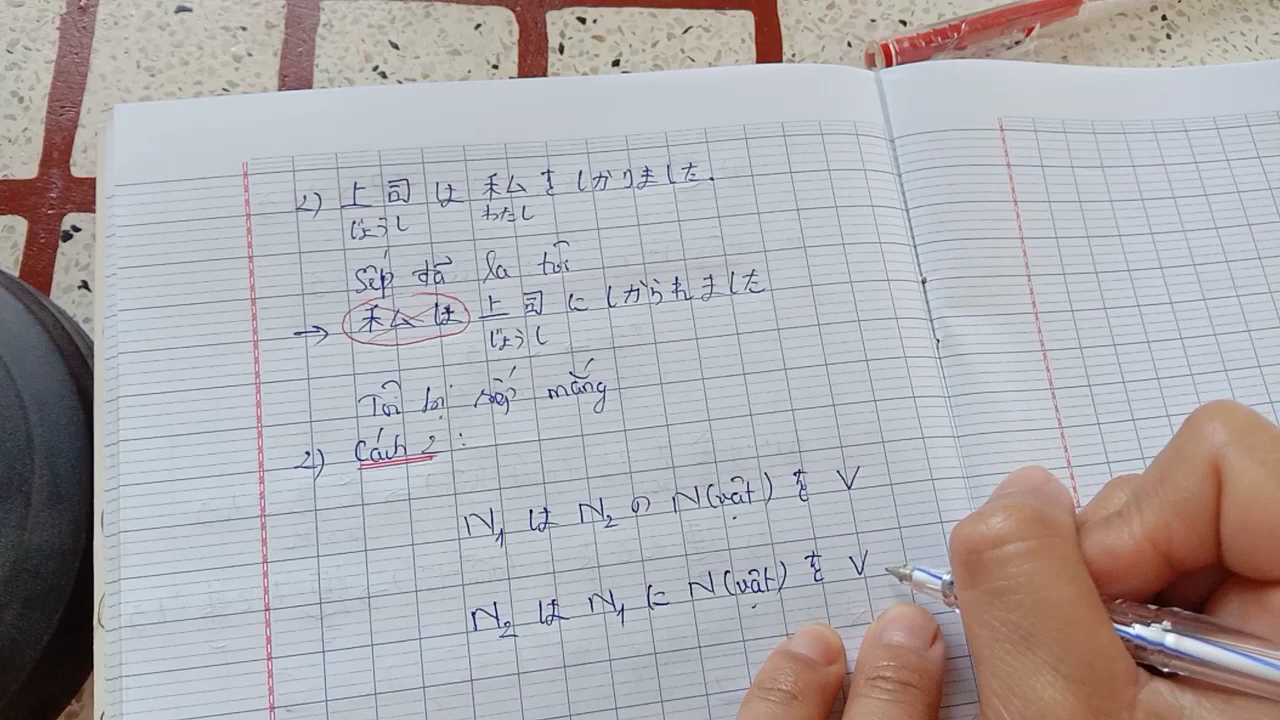 1) 上司は私をしかりました.
じょうし わたし
Sếp đã la tôi
→ 私は上司にしかられました
じょうし
Tôi bị sếp mắng
2) Cách 2 :
N1 は N2 の N(vật) を V
N2 は N1 に N(vật) を V